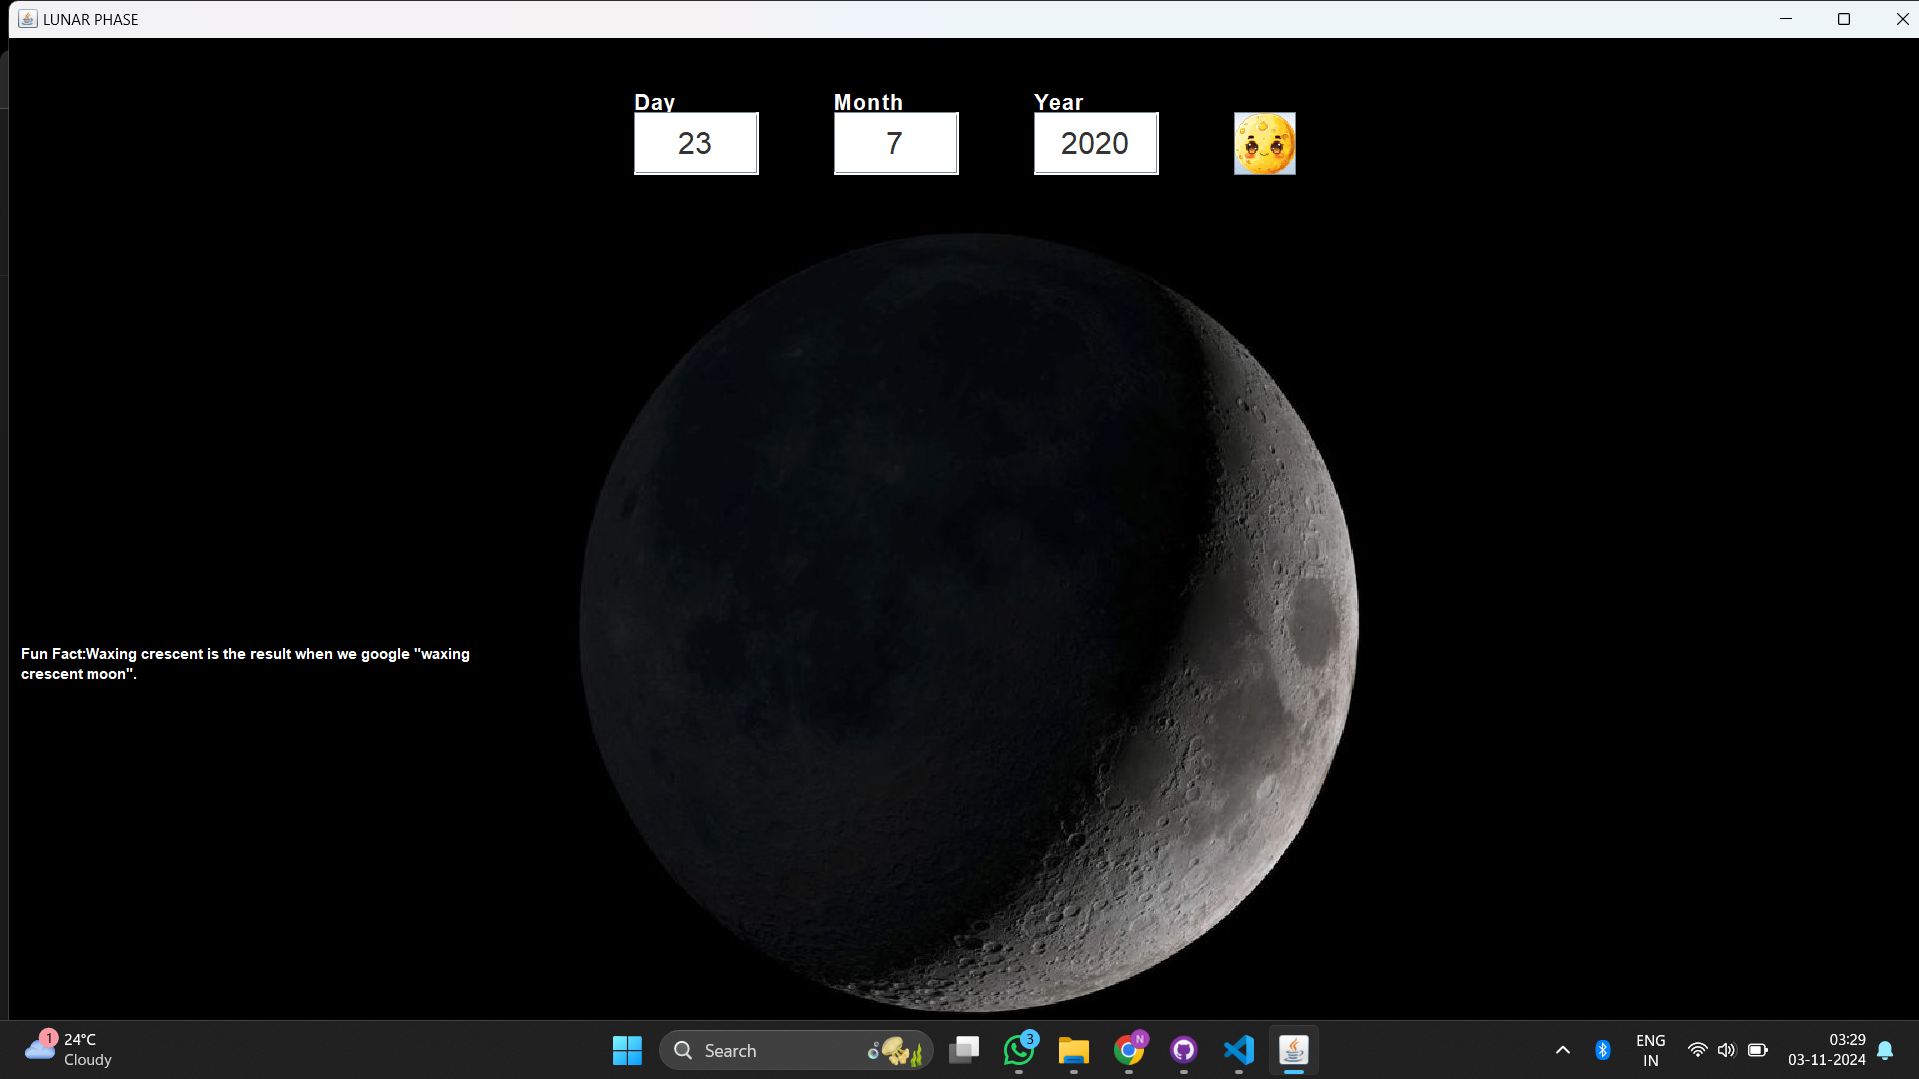 LUNAR PHASE
Day Month Year
23 7 2020
Fun Fact:Waxing crescent is the result when we google "waxing
crescent moon".
1
24°C
Cloudy
Search
3
N
ENG
IN
03:29
03-11-2024